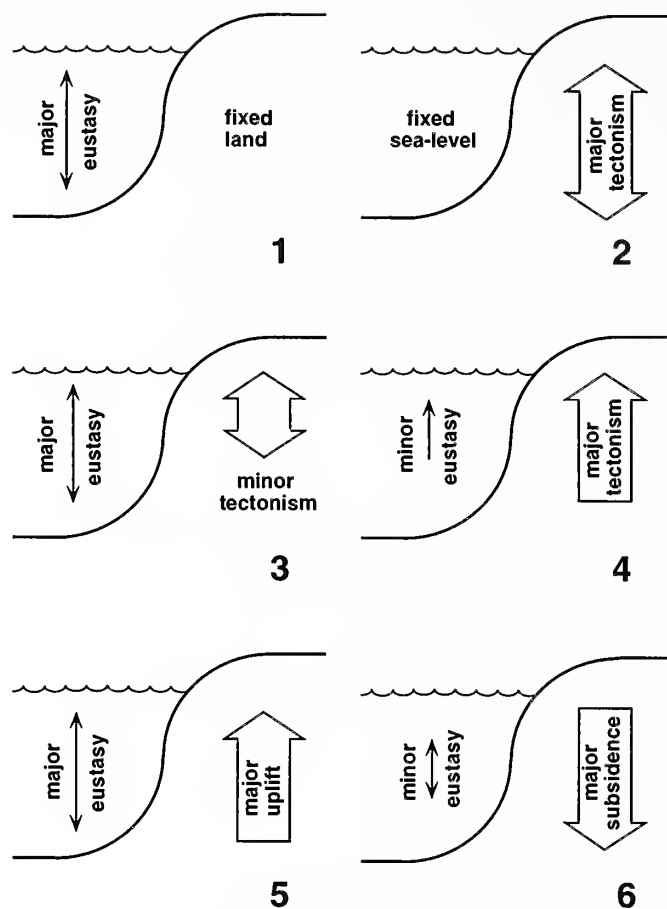 major
eustasy
fixed
land
1
fixed
sea-level
major
tectonism
2
major
eustasy
minor
tectonism
3
minor
eustasy
major
tectonism
4
major
eustasy
major
uplift
5
minor
eustasy
major
subsidence
6